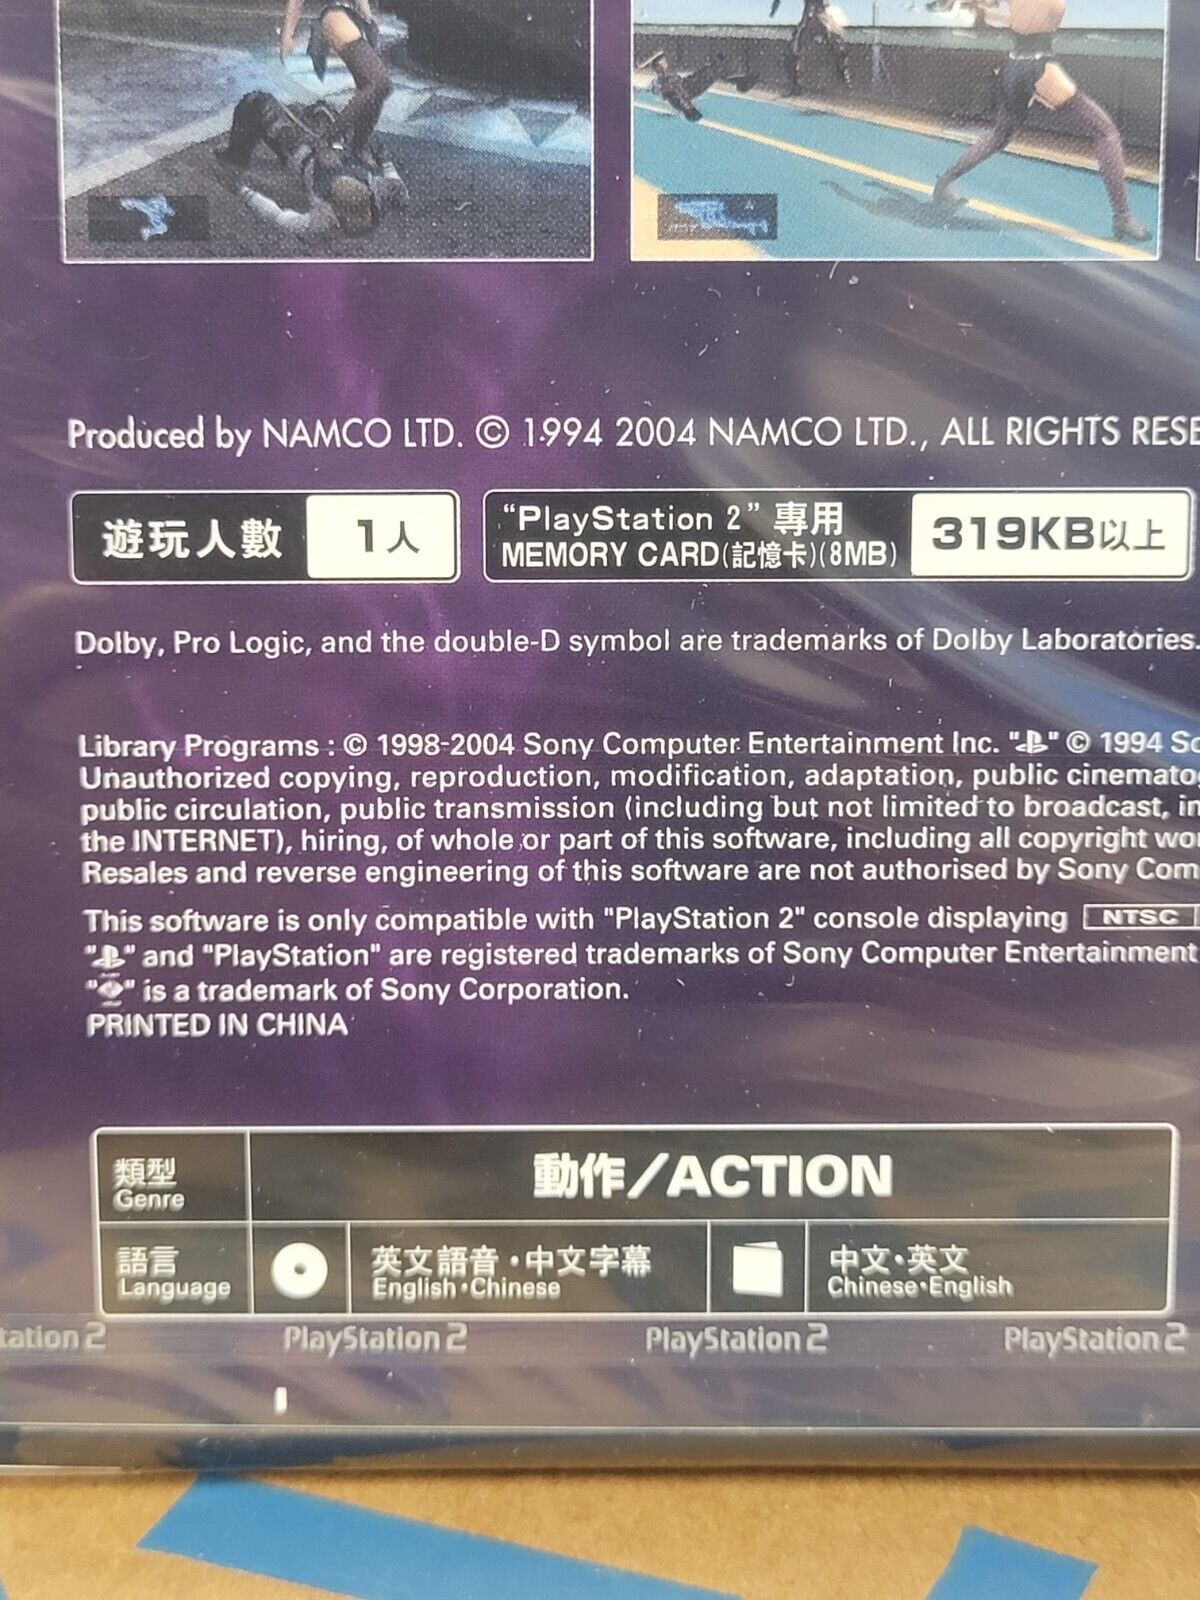 Produced by NAMCO LTD. © 1994 2004 NAMCO LTD., ALL RIGHTS RESE
遊玩人數 1人
"PlayStation 2" 專用
MEMORY CARD(記憶卡)(8MB) 319KB以上
Dolby, Pro Logic, and the double-D symbol are trademarks of Dolby Laboratories.
Library Programs : © 1998-2004 Sony Computer Entertainment Inc. "" © 1994 So
Unauthorized copying, reproduction, modification, adaptation, public cinemato
public circulation, public transmission (including but not limited to broadcast, in
the INTERNET), hiring, of whole or part of this software, including all copyright wo
Resales and reverse engineering of this software are not authorised by Sony Com
This software is only compatible with "PlayStation 2" console displaying NTSC
"" and "PlayStation" are registered trademarks of Sony Computer Entertainment
"" is a trademark of Sony Corporation.
PRINTED IN CHINA
類型 動作/ACTION
Genre
語言 英文語音・中文字幕 中文・英文
Language English・Chinese Chinese・English
tation 2 PlayStation 2 PlayStation 2 PlayStation 2